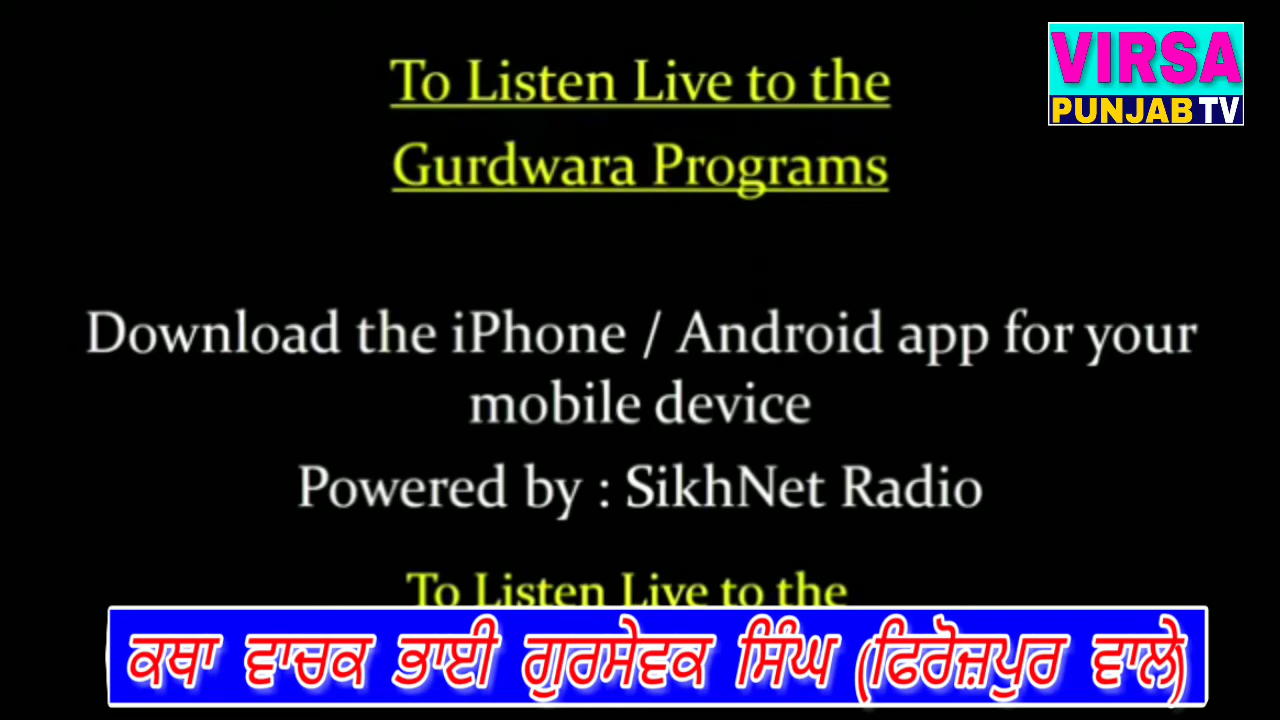 VIRSA
PUNJAB TV
To Listen Live to the
Gurdwara Programs
Download the iPhone / Android app for your
mobile device
Powered by : SikhNet Radio
To Listen Live to the
ਕਥਾ ਵਾਚਕ ਭਾਈ ਗੁਰਸੇਵਕ ਸਿੰਘ (ਫਿਰੋਜ਼ਪੁਰ ਵਾਲੇ)